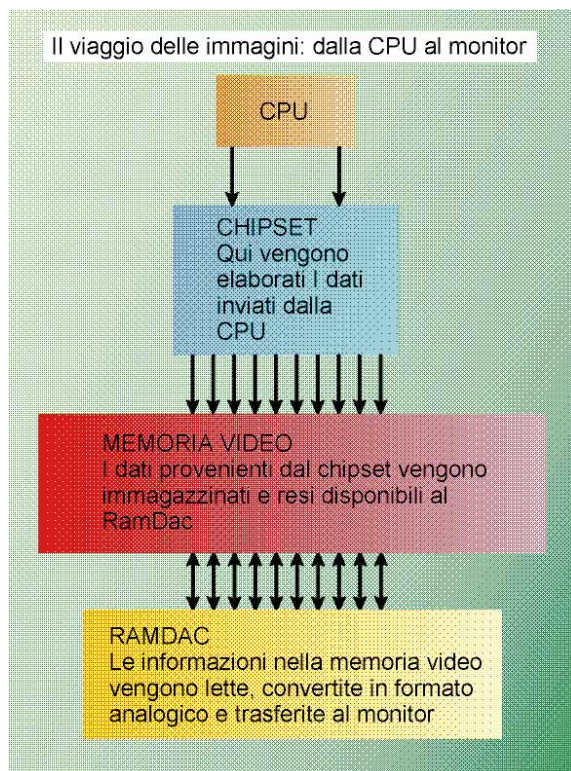 Il viaggio delle immagini: dalla CPU al monitor
CPU
CHIPSET
Qui vengono
elaborati I dati
inviati dalla
CPU
MEMORIA VIDEO
I dati provenienti dal chipset vengono
immagazzinati e resi disponibili al
RamDac
RAMDAC
Le informazioni nella memoria video
vengono lette, convertite in formato
analogico e trasferite al monitor